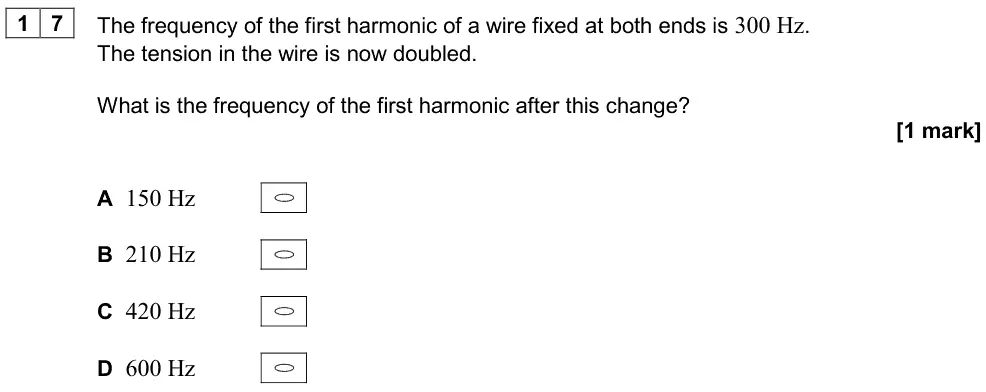 1 7 The frequency of the first harmonic of a wire fixed at both ends is 300 Hz.
The tension in the wire is now doubled.
What is the frequency of the first harmonic after this change?
[1 mark]
A 150 Hz
B 210 Hz
C 420 Hz
D 600 Hz